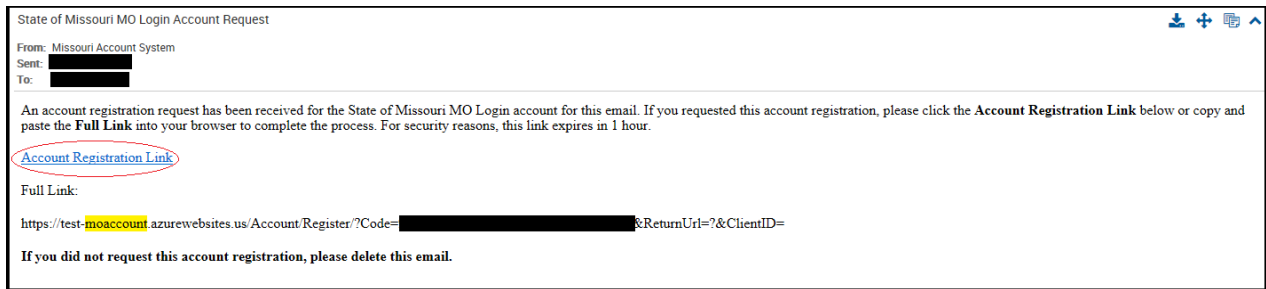 State of Missouri MO Login Account Request
From: Missouri Account System
Sent:
To:
An account registration request has been received for the State of Missouri MO Login account for this email. If you requested this account registration, please click the Account Registration Link below or copy and
paste the Full Link into your browser to complete the process. For security reasons, this link expires in 1 hour.
Account Registration Link
Full Link:
https://test-moaccount.azurewebsites.us/Account/Register/?Code= &ReturnUrl=?&ClientID=
If you did not request this account registration, please delete this email.